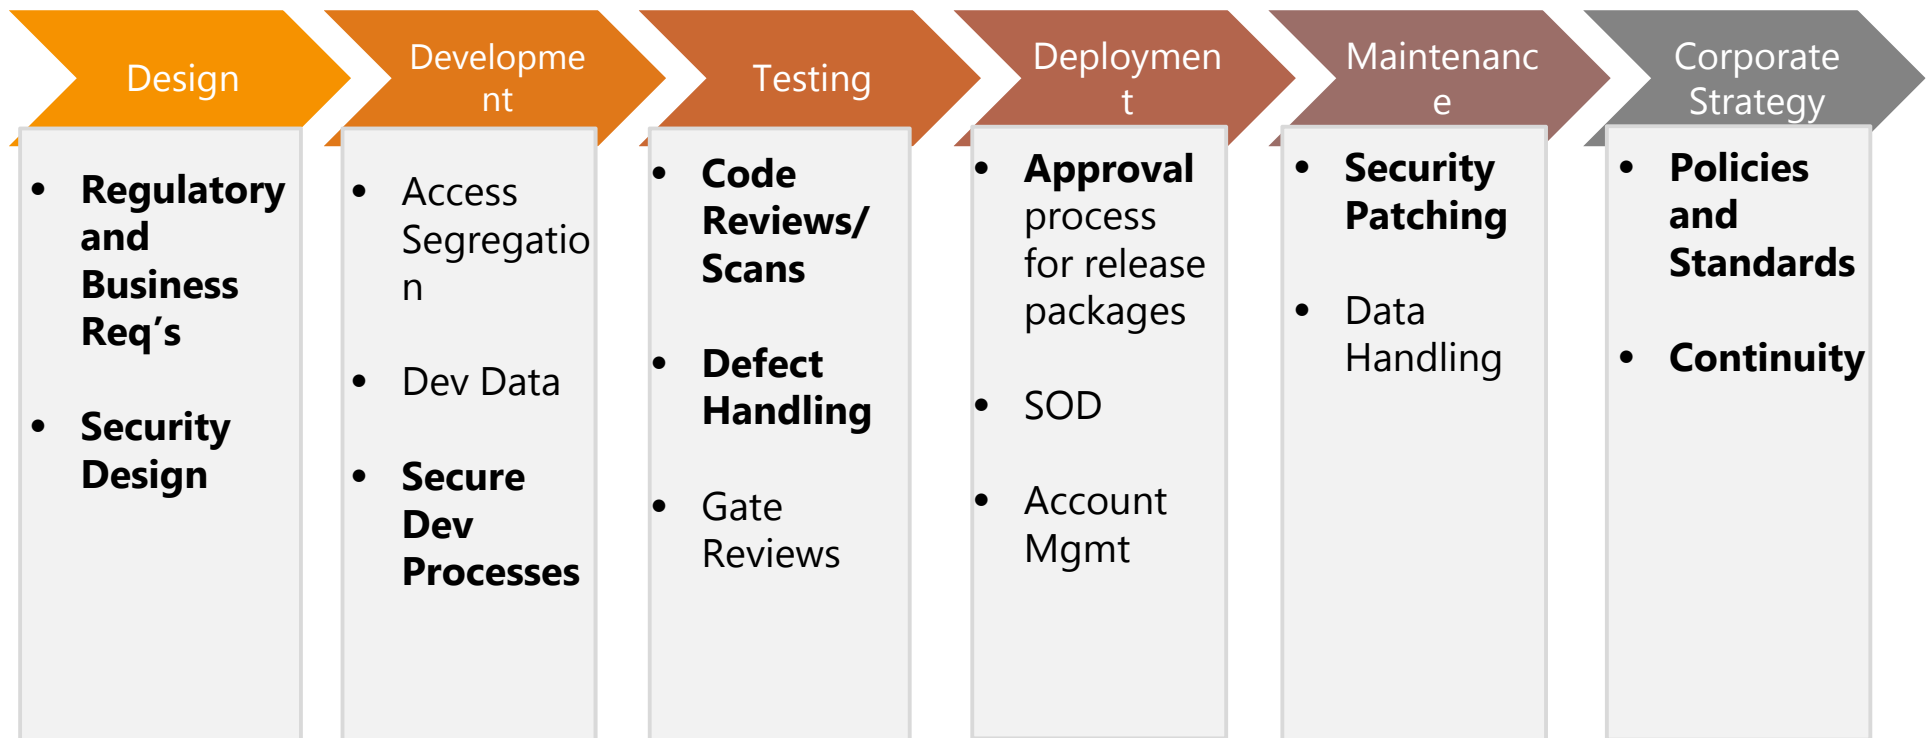 Design
Developme
nt
Testing
Deploymen
t
Maintenanc
e
Corporate
Strategy
• Regulatory
and
Business
Req’s
• Security
Design
• Access
Segregatio
n
• Dev Data
• Secure
Dev
Processes
• Code
Reviews/
Scans
• Defect
Handling
• Gate
Reviews
• Approval
process
for release
packages
• SOD
• Account
Mgmt
• Security
Patching
• Data
Handling
• Policies
and
Standards
• Continuity